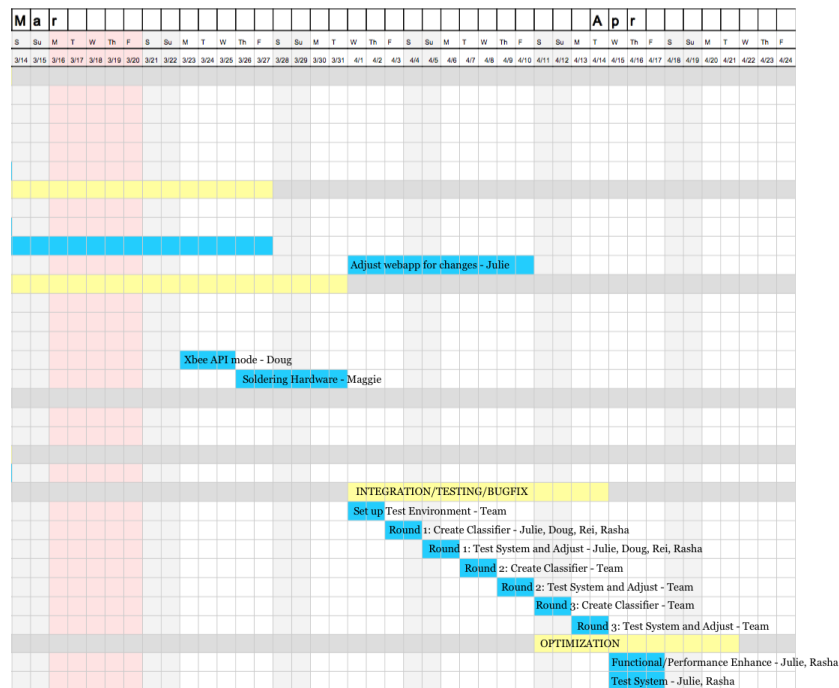 Mar Apr
S Su M T W Th F S Su M T W Th F S Su M T W Th F S Su M T W Th F S Su M T W Th F S Su M T W Th F
3/14 3/15 3/16 3/17 3/18 3/19 3/20 3/21 3/22 3/23 3/24 3/25 3/26 3/27 3/28 3/29 3/30 3/31 4/1 4/2 4/3 4/4 4/5 4/6 4/7 4/8 4/9 4/10 4/11 4/12 4/13 4/14 4/15 4/16 4/17 4/18 4/19 4/20 4/21 4/22 4/23 4/24
Adjust webapp for changes - Julie
Xbee API mode - Doug
Soldering Hardware - Maggie
INTEGRATION/TESTING/BUGFIX
Set up Test Environment - Team
Round 1: Create Classifier - Julie, Doug, Rei, Rasha
Round 1: Test System and Adjust - Julie, Doug, Rei, Rasha
Round 2: Create Classifier - Team
Round 2: Test System and Adjust - Team
Round 3: Create Classifier - Team
Round 3: Test System and Adjust - Team
OPTIMIZATION
Functional/Performance Enhance - Julie, Rasha
Test System - Julie, Rasha